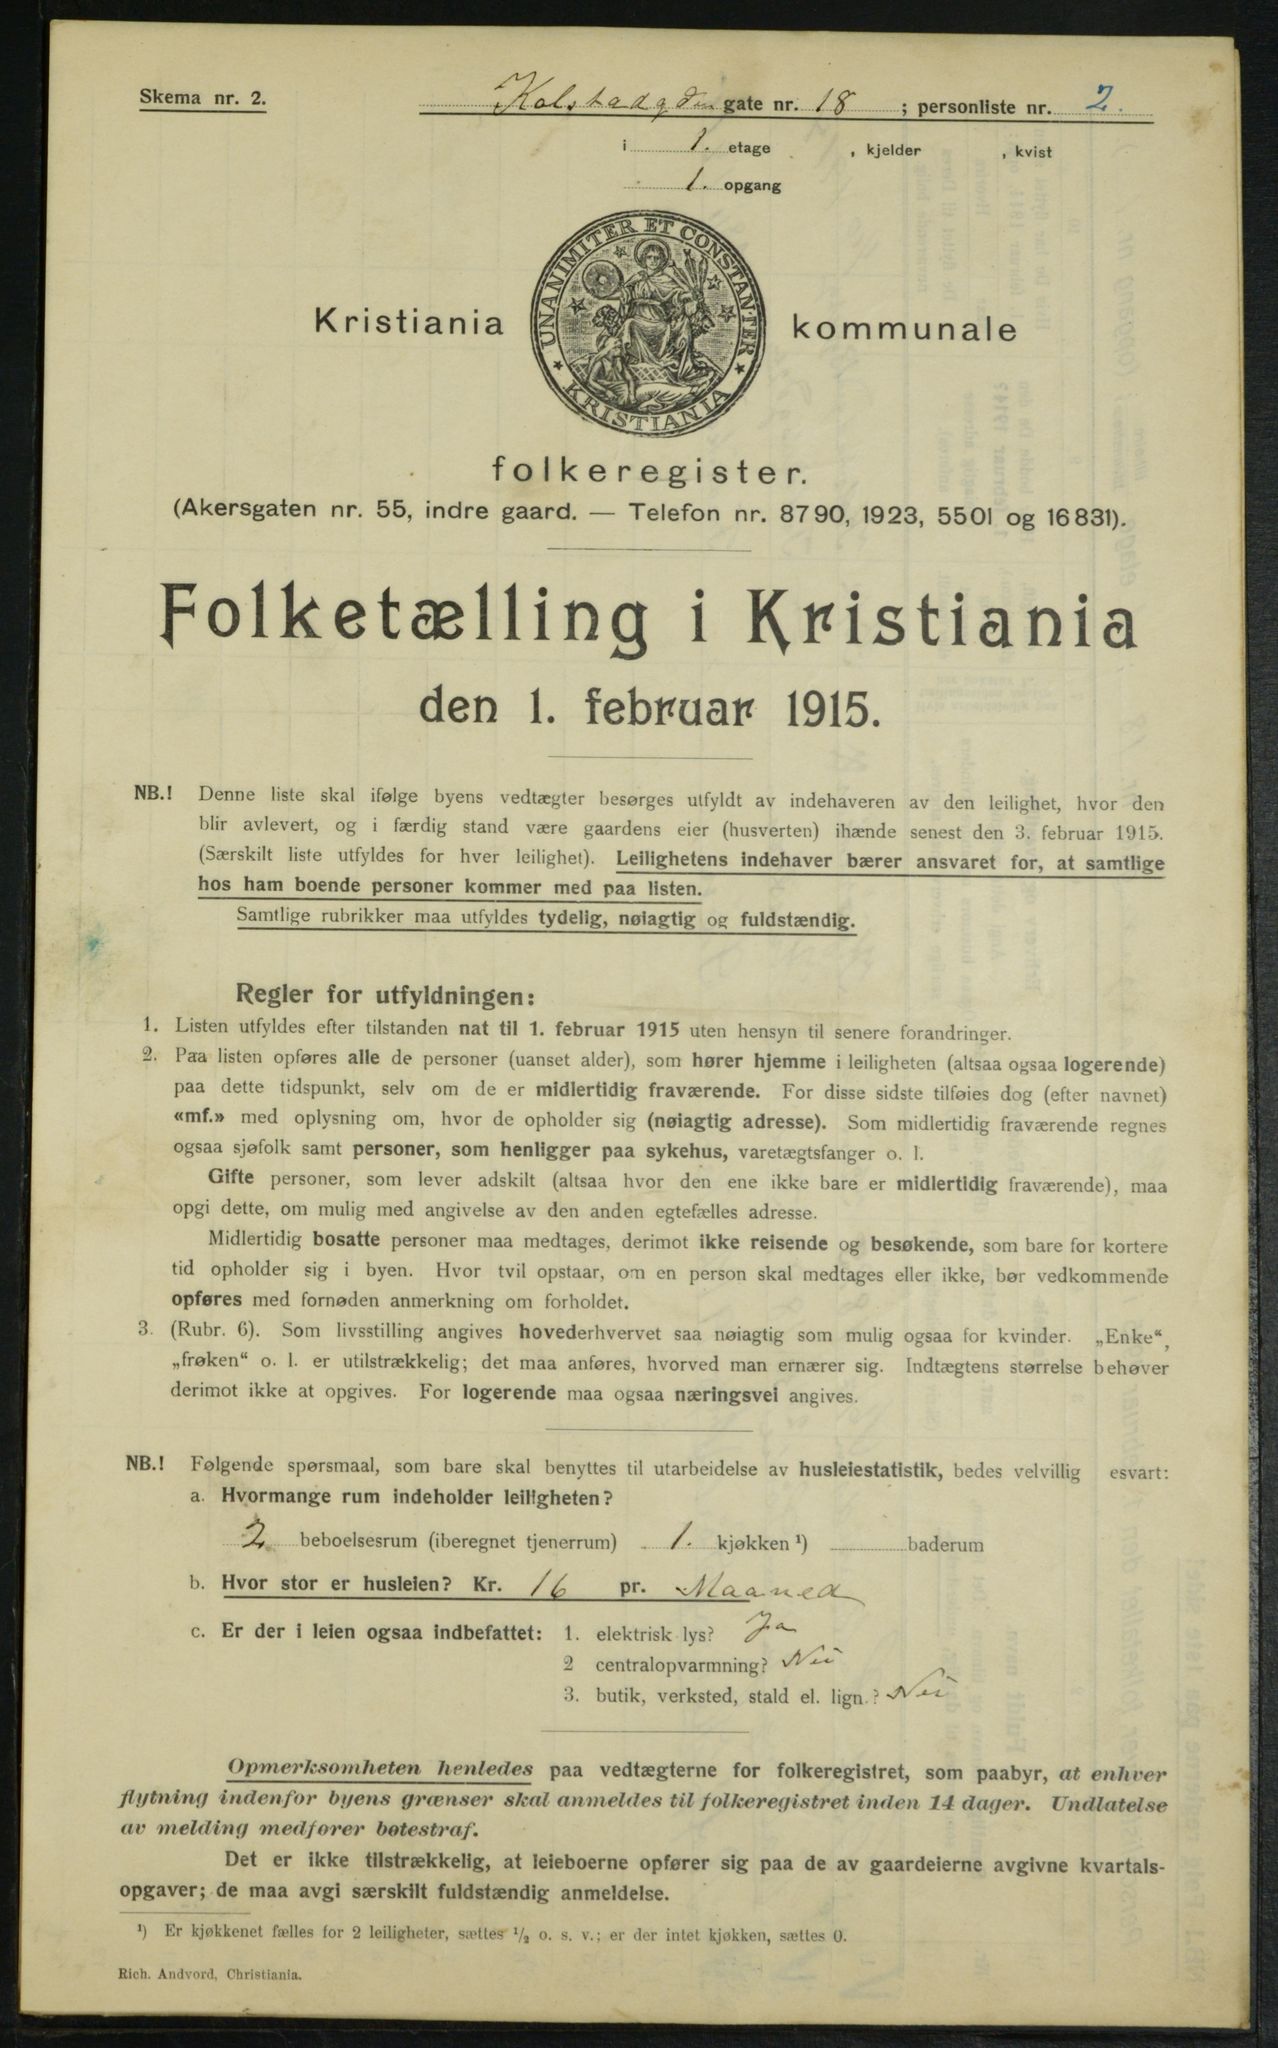 Skema nr. 2.
Kolstadgden gate nr. 18 ; personliste nr. 2.
i 1. etage , kjelder , kvist
1. opgang
UNANIMITER ET CONSTANTER
KRISTIANIA
Kristiania kommunale
folkeregister.
(Akersgaten nr. 55, indre gaard. — Telefon nr. 8790, 1923, 5501 og 16831).
Folketælling i Kristiania
den 1. februar 1915.
NB.! Denne liste skal ifølge byens vedtægter besørges utfyldt av indehaveren av den leilighet, hvor den
blir avlevert, og i færdig stand være gaardens eier (husverten) ihænde senest den 3. februar 1915.
(Særskilt liste utfyldes for hver leilighet). Leilighetens indehaver bærer ansvaret for, at samtlige
hos ham boende personer kommer med paa listen.
Samtlige rubrikker maa utfyldes tydelig, nøiagtig og fuldstændig.
Regler for utfyldningen:
1. Listen utfyldes efter tilstanden nat til 1. februar 1915 uten hensyn til senere forandringer.
2. Paa listen opføres alle de personer (uanset alder), som hører hjemme i leiligheten (altsaa ogsaa logerende)
paa dette tidspunkt, selv om de er midlertidig fraværende. For disse sidste tilføies dog (efter navnet)
«mf.» med oplysning om, hvor de opholder sig (nøiagtig adresse). Som midlertidig fraværende regnes
ogsaa sjøfolk samt personer, som henligger paa sykehus, varetægtsfanger o. l.
Gifte personer, som lever adskilt (altsaa hvor den ene ikke bare er midlertidig fraværende), maa
opgi dette, om mulig med angivelse av den anden egtefælles adresse.
Midlertidig bosatte personer maa medtages, derimot ikke reisende og besøkende, som bare for kortere
tid opholder sig i byen. Hvor tvil opstaar, om en person skal medtages eller ikke, bør vedkommende
opføres med fornøden anmerkning om forholdet.
3. (Rubr. 6). Som livsstilling angives hovederhvervet saa nøiagtig som mulig ogsaa for kvinder. „Enke“,
„frøken“ o. l. er utilstrækkelig; det maa anføres, hvorved man ernærer sig. Indtægtens størrelse behøver
derimot ikke at opgives. For logerende maa ogsaa næringsvei angives.
NB.! Følgende spørsmaal, som bare skal benyttes til utarbeidelse av husleiestatistik, bedes velvillig esvart:
a. Hvormange rum indeholder leiligheten?
2 beboelsesrum (iberegnet tjenerrum) 1. kjøkken ¹) baderum
b. Hvor stor er husleien? Kr. 16 pr. Maaned
c. Er der i leien ogsaa indbefattet: 1. elektrisk lys? Ja
2 centralopvarmning? Nei
3. butik, verksted, stald el. lign.? Nei
Opmerksomheten henledes paa vedtægterne for folkeregistret, som paabyr, at enhver
flytning indenfor byens grænser skal anmeldes til folkeregistret inden 14 dager. Undlatelse
av melding medfører bøtestraf.
Det er ikke tilstrækkelig, at leieboerne opfører sig paa de av gaardeierne avgivne kvartals-
opgaver; de maa avgi særskilt fuldstændig anmeldelse.
¹) Er kjøkkenet fælles for 2 leiligheter, sættes ½ o. s. v.; er der intet kjøkken, sættes 0.
Rich. Andvord, Christiania.